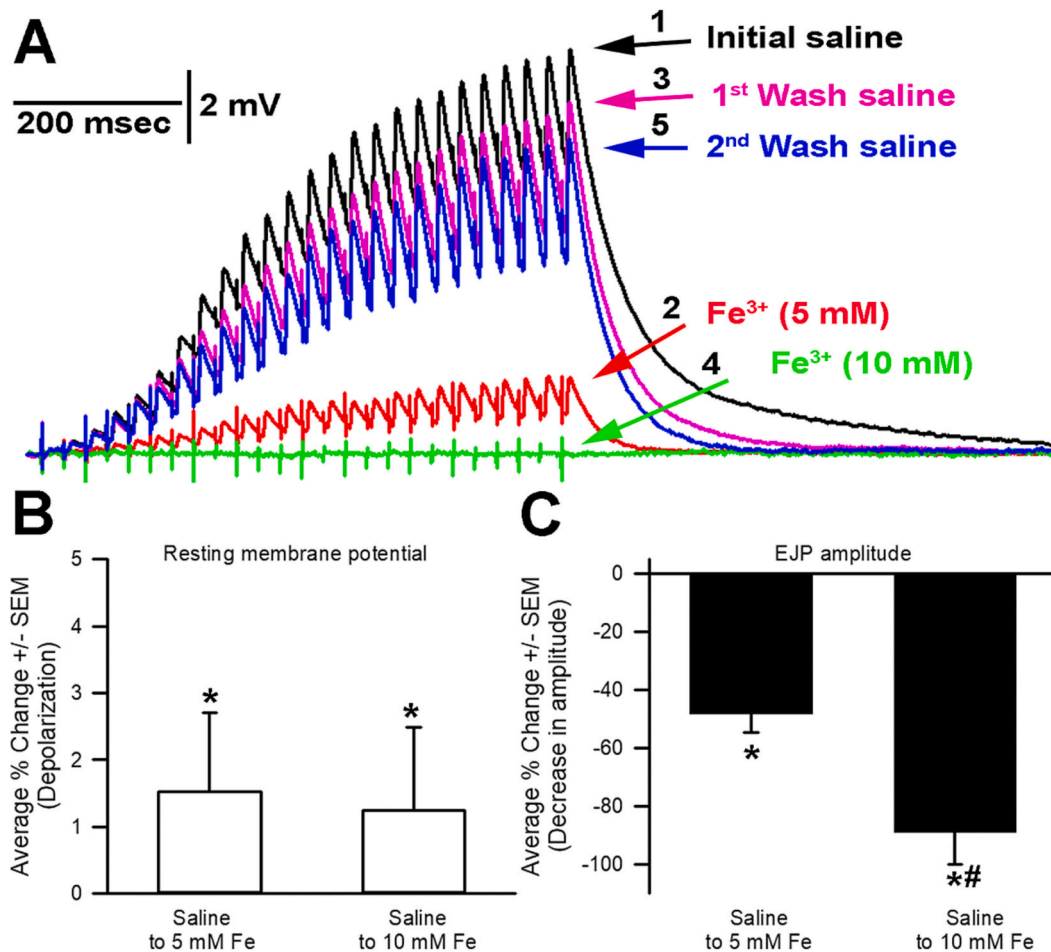 A
1 Initial saline
3 1st Wash saline
5 2nd Wash saline
200 msec
2 mV
2 Fe³⁺ (5 mM)
4 Fe³⁺ (10 mM)
B
Resting membrane potential
Average % Change +/- SEM
(Depolarization)
5
4
3
2
1
0
*
*
Saline
to 5 mM Fe
Saline
to 10 mM Fe
C
EJP amplitude
Average % Change +/- SEM
(Decrease in amplitude)
0
-20
-40
-60
-80
-100
*
*#
Saline
to 5 mM Fe
Saline
to 10 mM Fe